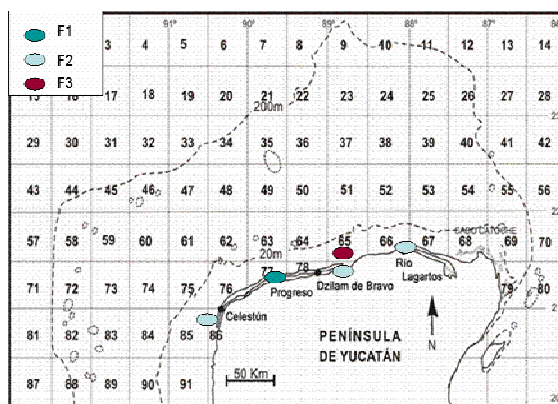 91° 90° 89° 88° 87°
F1
F2
F3
3 4 5 6 7 8 9 10 11 12 13 14
17 18 19 20 21 22 23 24 25 26 27 28
200m
29 30 31 32 33 34 35 36 37 38 39 40 41 42
43 44 45 46 47 48 49 50 51 52 53 54 55 56
CABO CATOCHE
57 58 59 60 61 62 63 64 65 66 67 68 69 70
20m
Río
Lagartos
71 72 73 74 75 76 77 78 79 80
Progreso
Dzilam de Bravo
Celestún
81 82 83 84 85 86
PENÍNSULA
DE YUCATÁN
N
87 88 89 90 91
50 Km